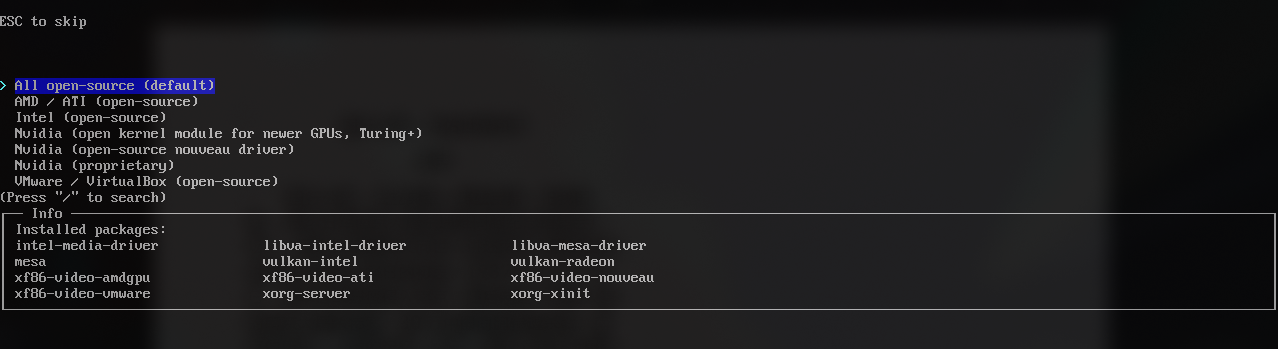 ESC to skip
> All open-source (default)
AMD / ATI (open-source)
Intel (open-source)
Nvidia (open kernel module for newer GPUs, Turing+)
Nvidia (open-source nouveau driver)
Nvidia (proprietary)
VMware / VirtualBox (open-source)
(Press "/" to search)
Info
Installed packages:
intel-media-driver libva-intel-driver libva-mesa-driver
mesa vulkan-intel vulkan-radeon
xf86-video-amdgpu xf86-video-ati xf86-video-nouveau
xf86-video-vmware xorg-server xorg-xinit